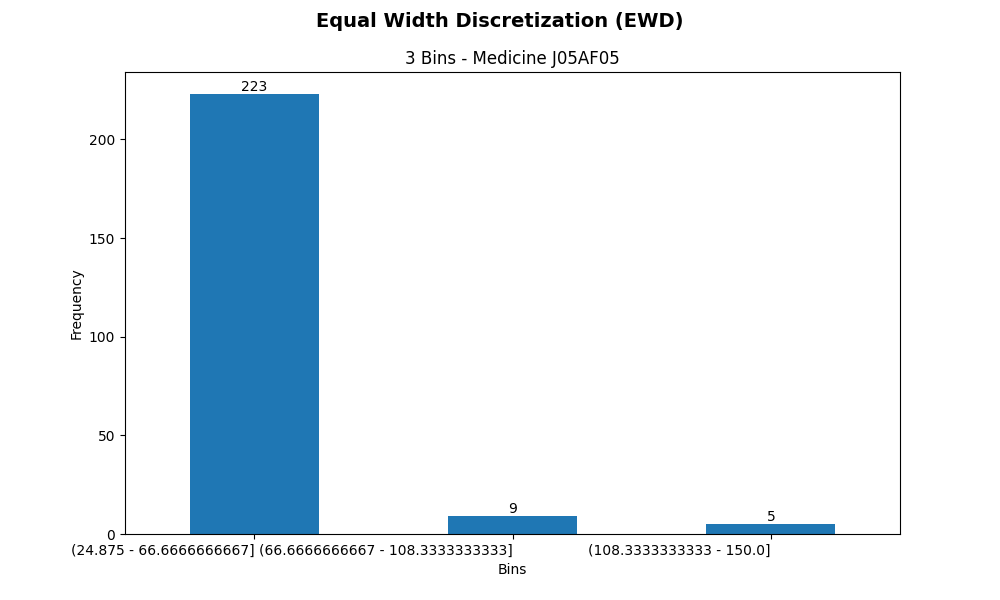 Equal Width Discretization (EWD)
3 Bins - Medicine J05AF05
223
200
150
100
50
0
9
5
Frequency
(24.875 - 66.6666666667] (66.6666666667 - 108.3333333333] (108.3333333333 - 150.0]
Bins